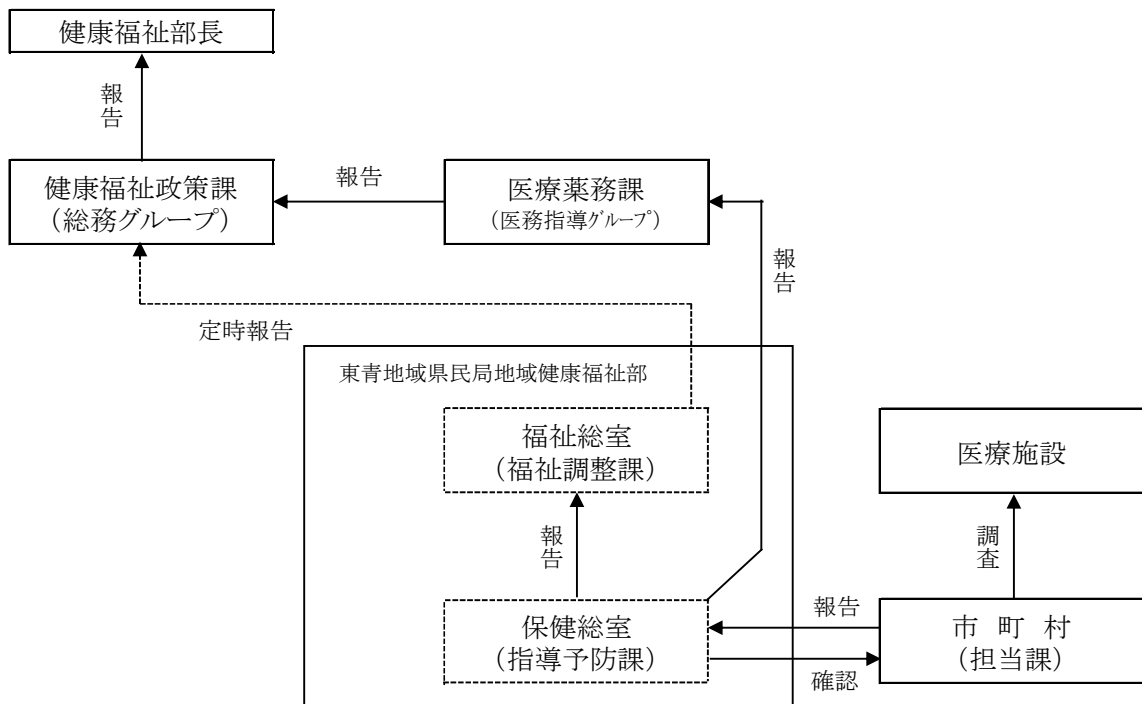 健康福祉部長
報告
健康福祉政策課
（総務グループ）
報告
医療薬務課
（医務指導ｸﾞﾙｰﾌﾟ）
報告
定時報告
東青地域県民局地域健康福祉部
福祉総室
（福祉調整課）
医療施設
報告
調査
保健総室
（指導予防課）
報告
確認
市 町 村
（担当課）